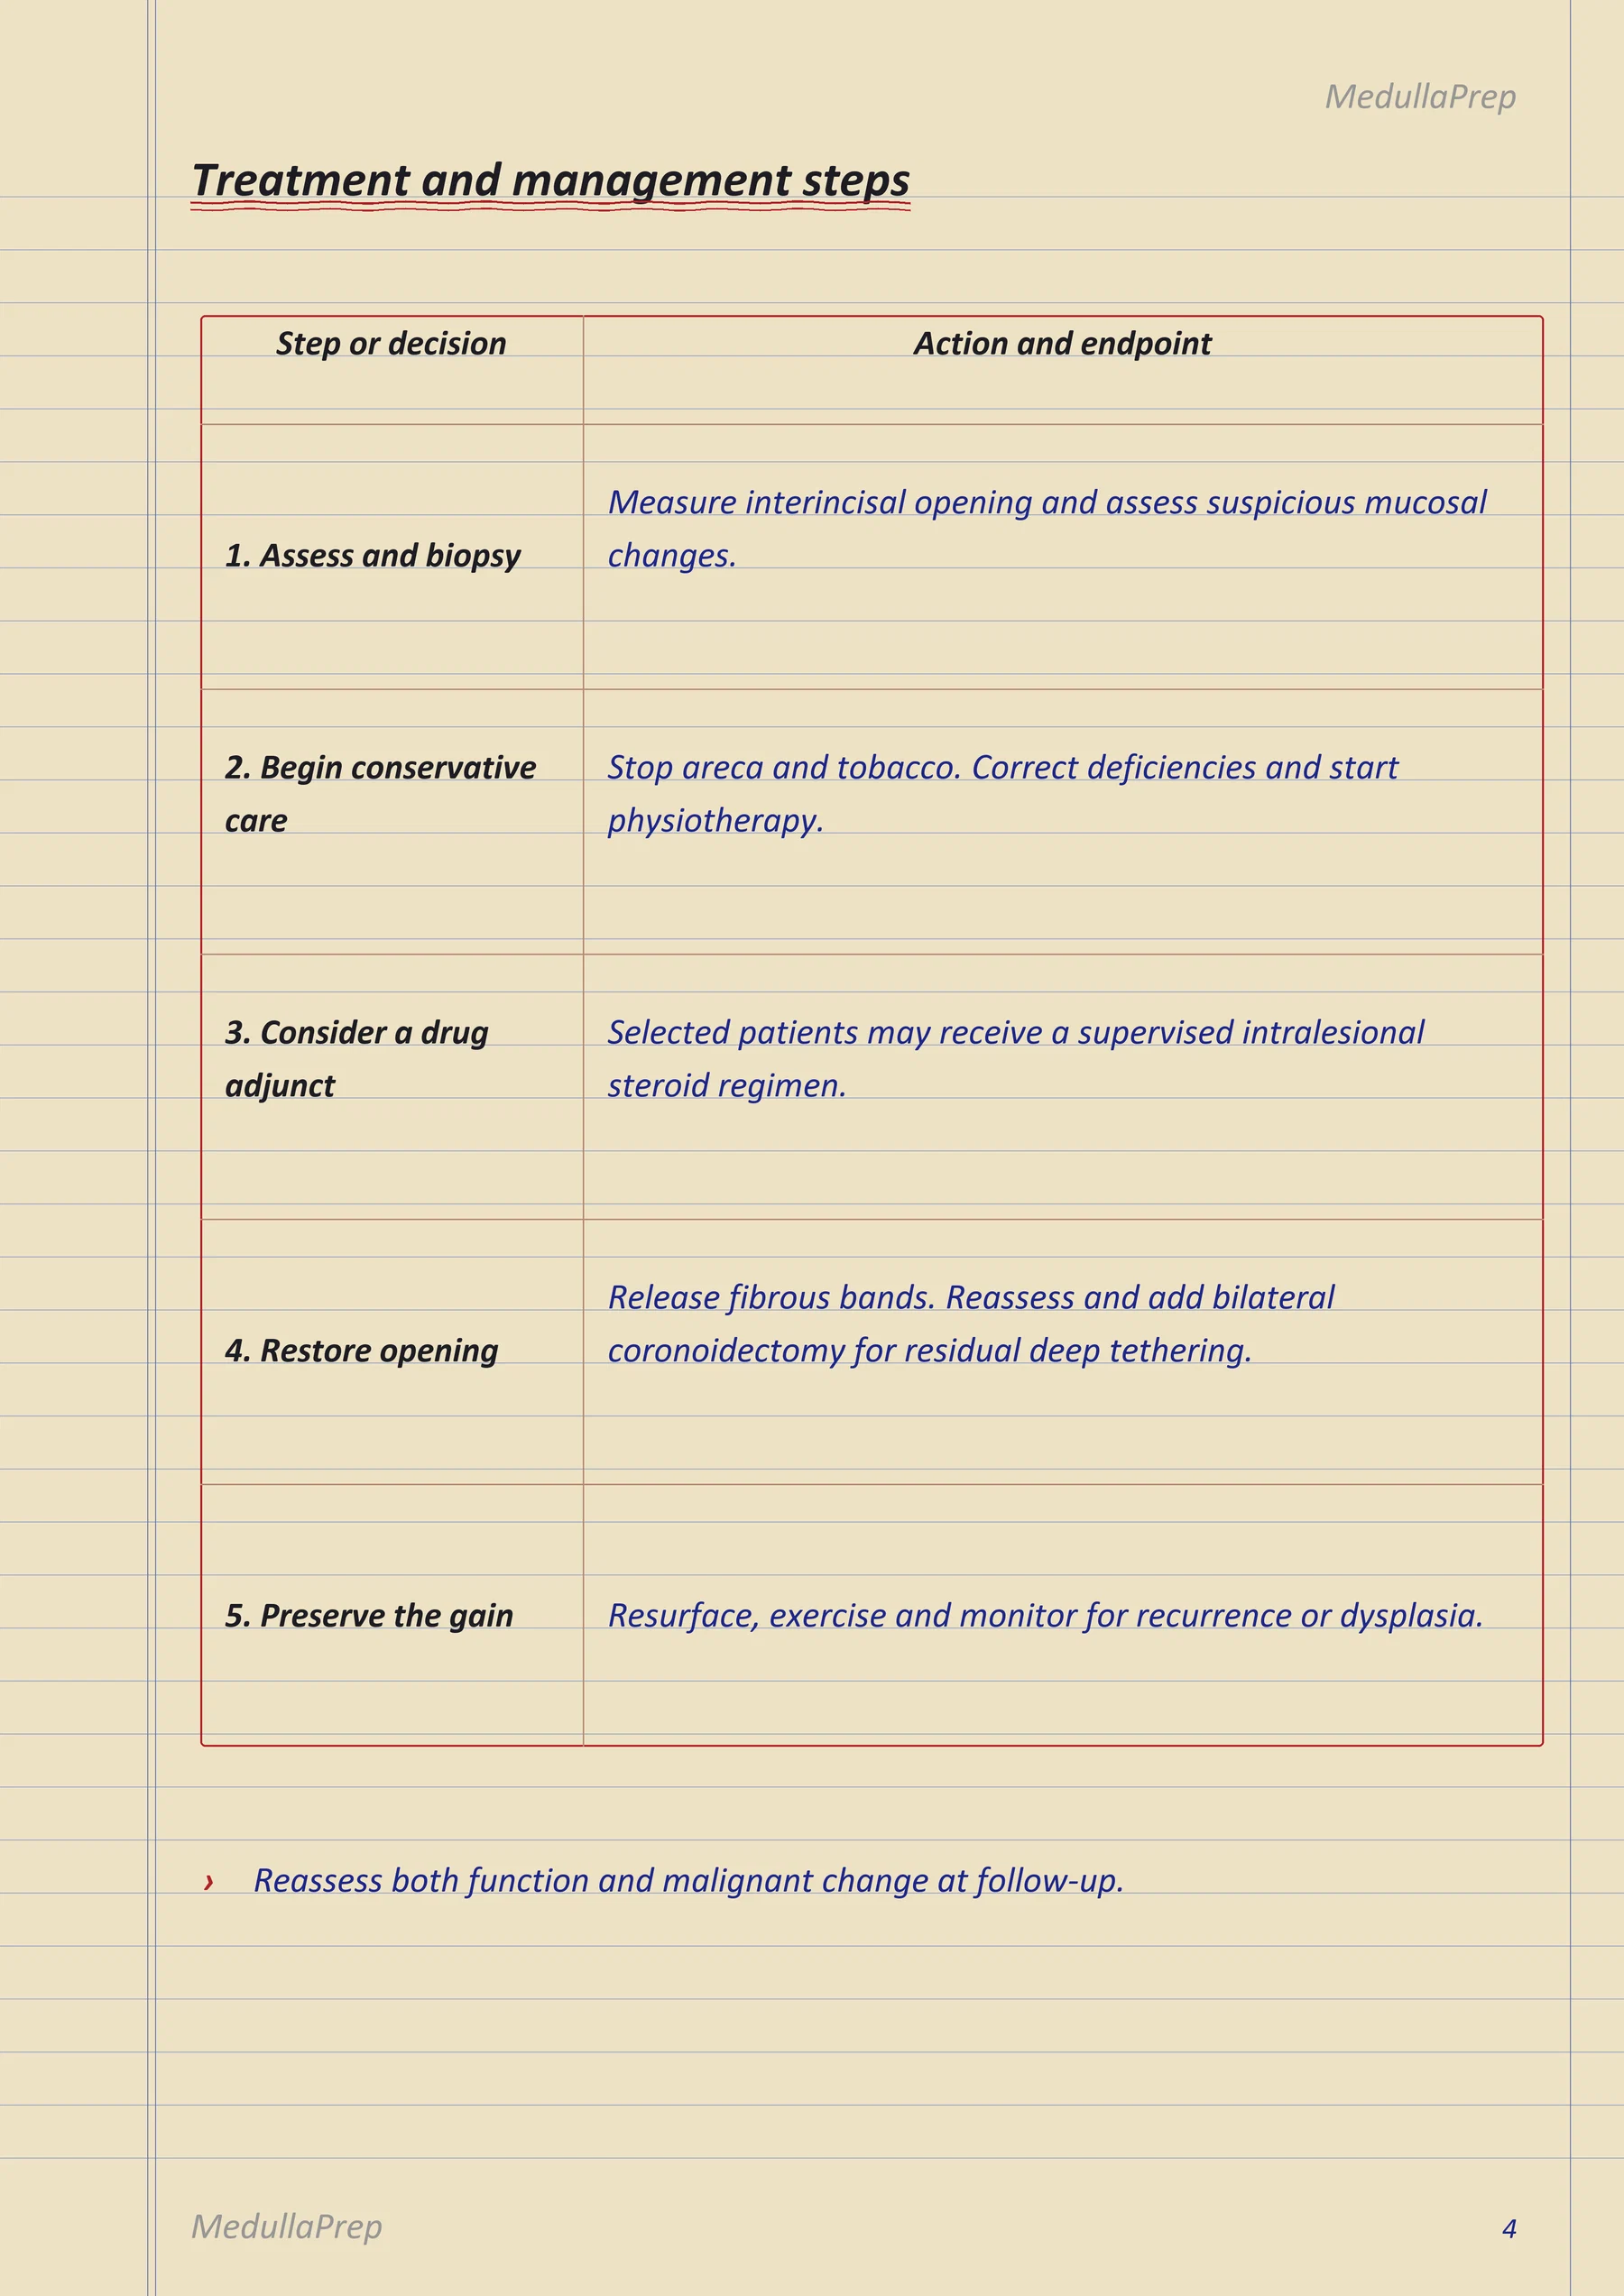 MedullaPrep
Treatment and management steps
Step or decision
Action and endpoint
1. Assess and biopsy
Measure interincisal opening and assess suspicious mucosal
changes.
2. Begin conservative
care
Stop areca and tobacco. Correct deficiencies and start
physiotherapy.
3. Consider a drug
adjunct
Selected patients may receive a supervised intralesional
steroid regimen.
4. Restore opening
Release fibrous bands. Reassess and add bilateral
coronoidectomy for residual deep tethering.
5. Preserve the gain
Resurface, exercise and monitor for recurrence or dysplasia.
› Reassess both function and malignant change at follow-up.
MedullaPrep
4